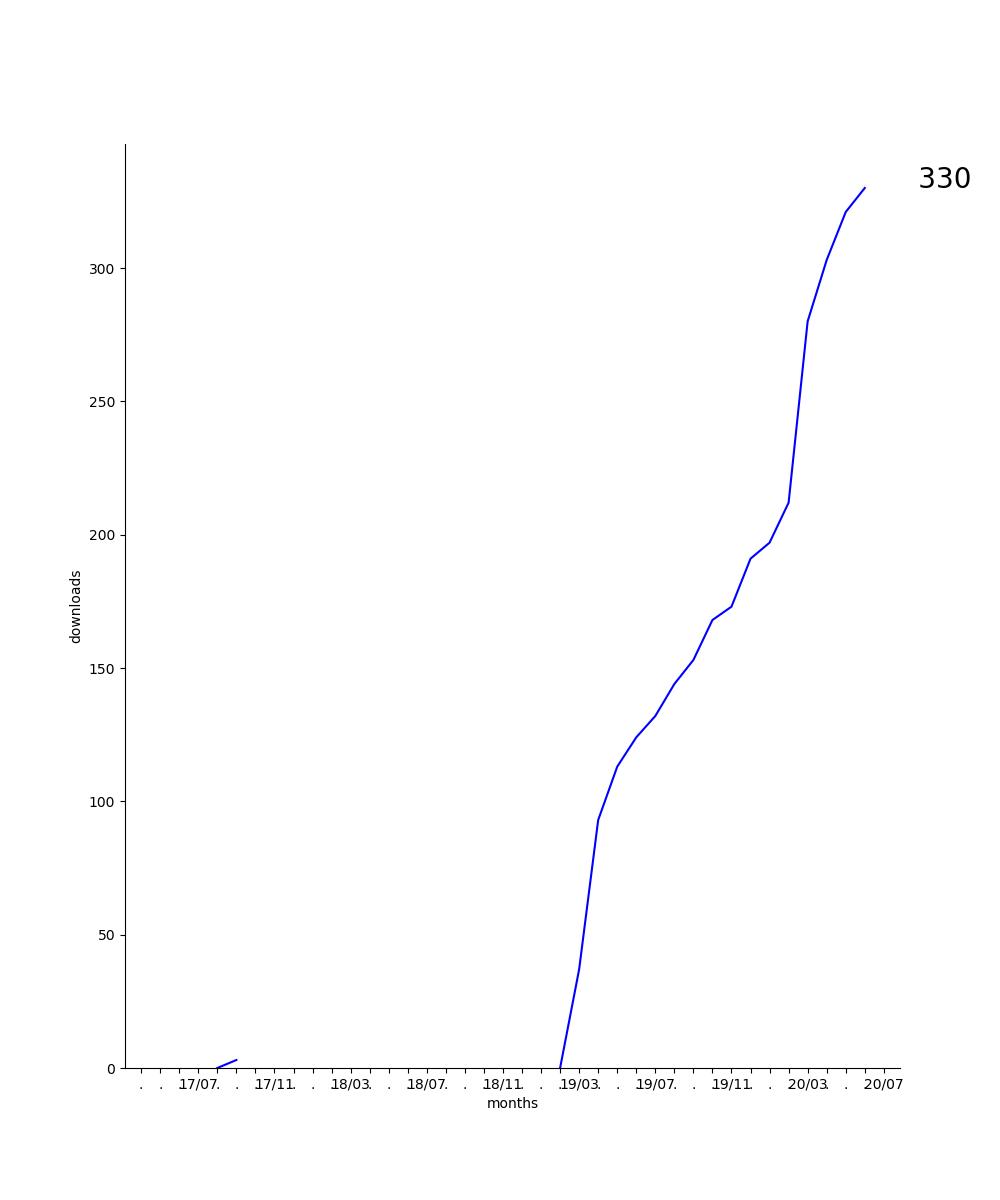 330
300
250
200
150
100
50
0
downloads
. . . 17/07 . . . 17/11 . . . 18/03 . . . 18/07 . . . 18/11 . . . 19/03 . . . 19/07 . . . 19/11 . . . 20/03 . . . 20/07
months